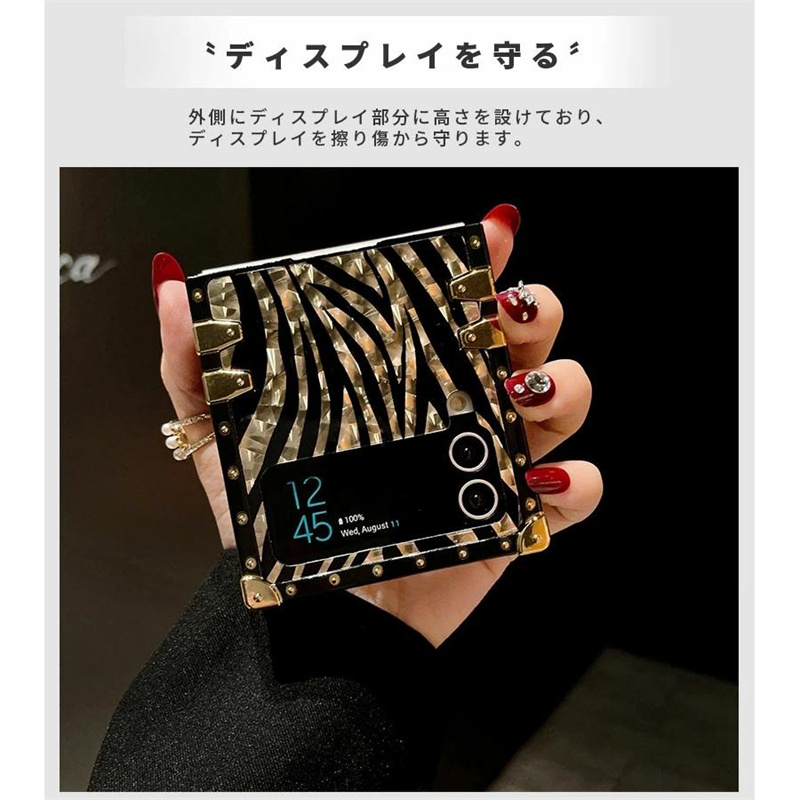 〝ディスプレイを守る〞
外側にディスプレイ部分に高さを設けており、
ディスプレイを擦り傷から守ります。
12
45
100%
Wed, August 11